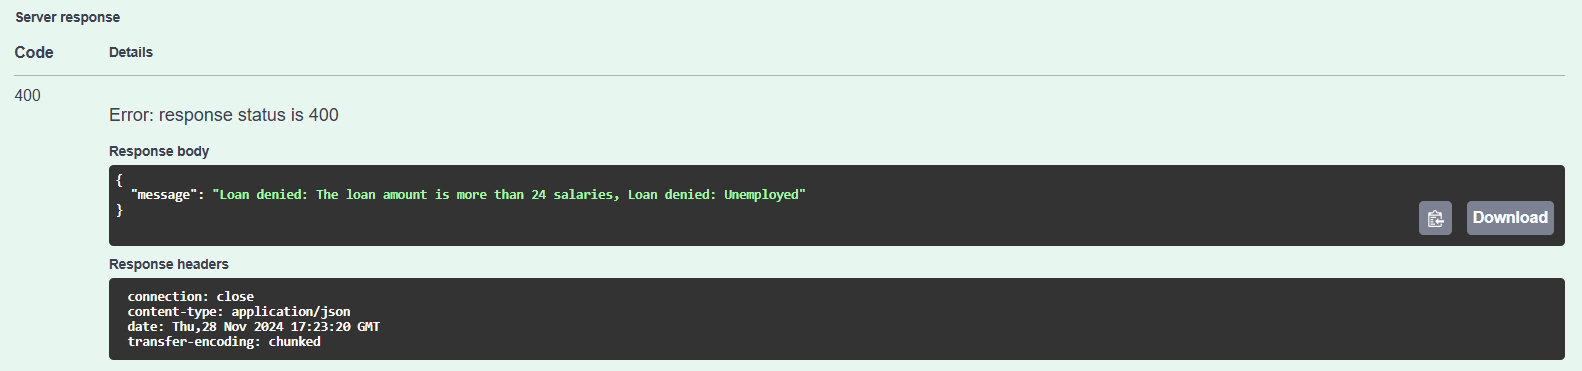 Server response
Code Details
400
Error: response status is 400
Response body
{
"message": "Loan denied: The loan amount is more than 24 salaries, Loan denied: Unemployed"
}
Download
Response headers
connection: close
content-type: application/json
date: Thu,28 Nov 2024 17:23:20 GMT
transfer-encoding: chunked